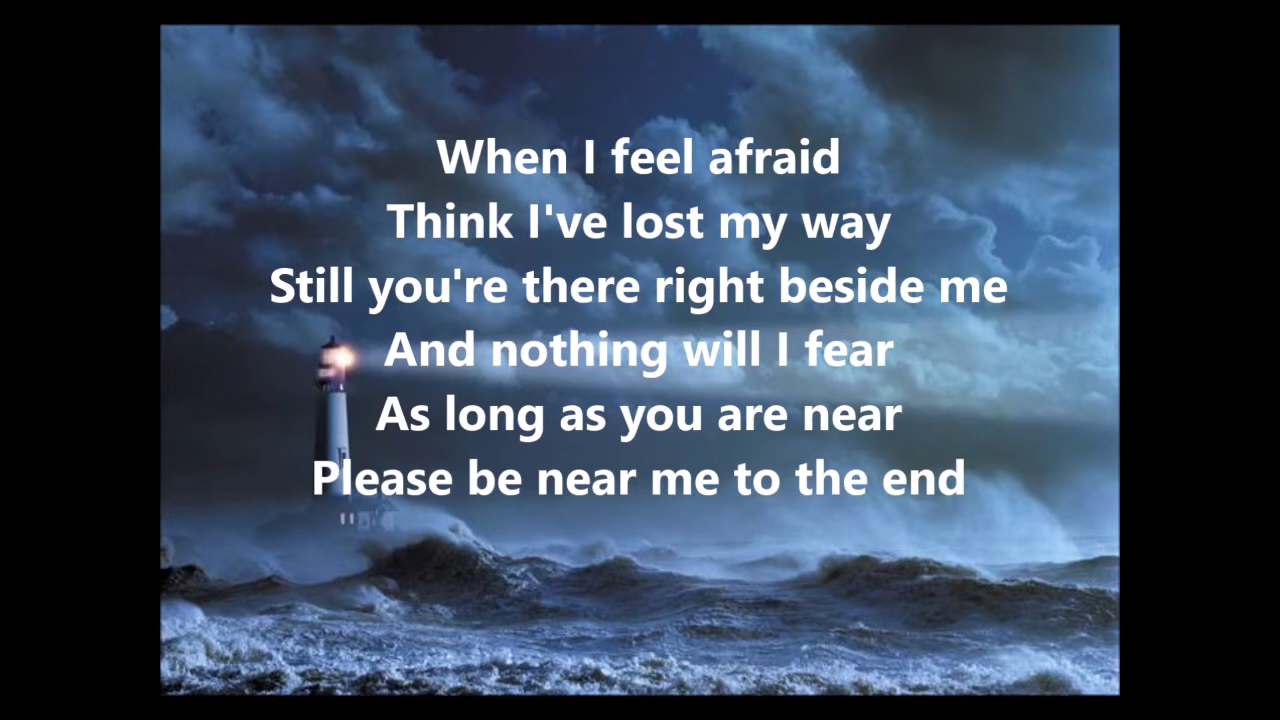 When I feel afraid
Think I've lost my way
Still you're there right beside me
And nothing will I fear
As long as you are near
Please be near me to the end